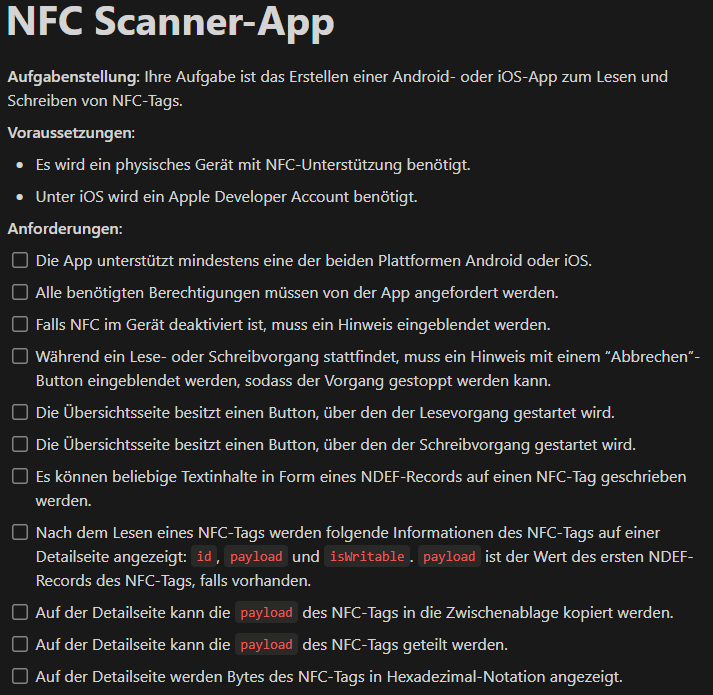 NFC Scanner-App
Aufgabenstellung: Ihre Aufgabe ist das Erstellen einer Android- oder iOS-App zum Lesen und
Schreiben von NFC-Tags.
Voraussetzungen:
• Es wird ein physisches Gerät mit NFC-Unterstützung benötigt.
• Unter iOS wird ein Apple Developer Account benötigt.
Anforderungen:
Die App unterstützt mindestens eine der beiden Plattformen Android oder iOS.
Alle benötigten Berechtigungen müssen von der App angefordert werden.
Falls NFC im Gerät deaktiviert ist, muss ein Hinweis eingeblendet werden.
Während ein Lese- oder Schreibvorgang stattfindet, muss ein Hinweis mit einem “Abbrechen”-
Button eingeblendet werden, sodass der Vorgang gestoppt werden kann.
Die Übersichtsseite besitzt einen Button, über den der Lesevorgang gestartet wird.
Die Übersichtsseite besitzt einen Button, über den der Schreibvorgang gestartet wird.
Es können beliebige Textinhalte in Form eines NDEF-Records auf einen NFC-Tag geschrieben
werden.
Nach dem Lesen eines NFC-Tags werden folgende Informationen des NFC-Tags auf einer
Detailseite angezeigt: id, payload und isWritable. payload ist der Wert des ersten NDEF-
Records des NFC-Tags, falls vorhanden.
Auf der Detailseite kann die payload des NFC-Tags in die Zwischenablage kopiert werden.
Auf der Detailseite kann die payload des NFC-Tags geteilt werden.
Auf der Detailseite werden Bytes des NFC-Tags in Hexadezimal-Notation angezeigt.